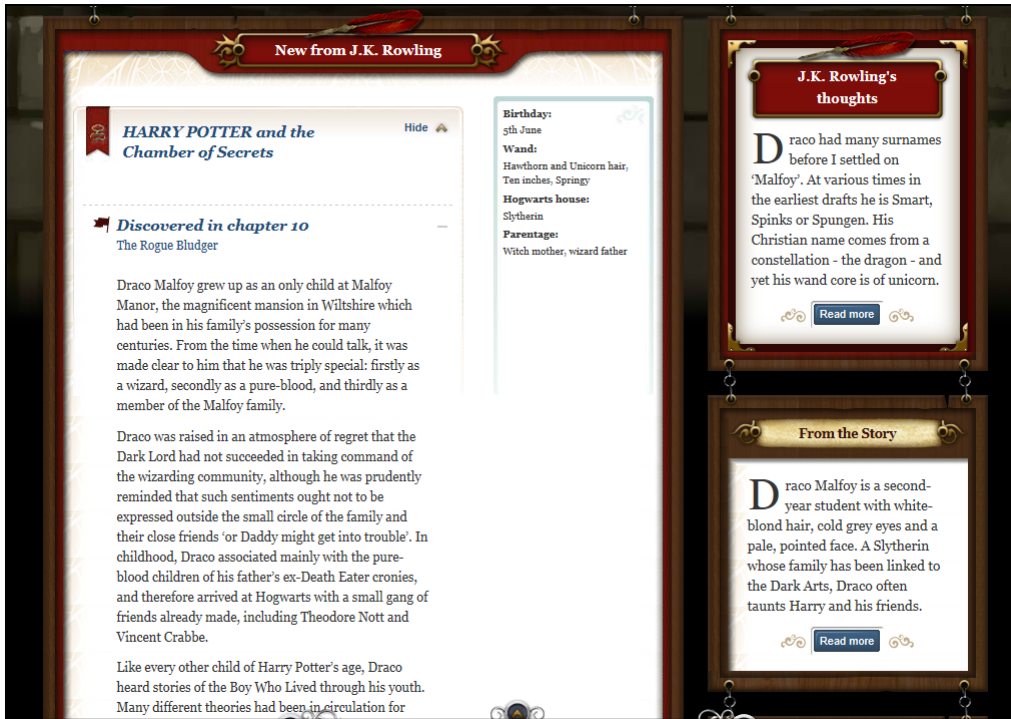 New from J.K. Rowling
HARRY POTTER and the
Chamber of Secrets
Hide
Discovered in chapter 10
The Rogue Bludger
Draco Malfoy grew up as an only child at Malfoy
Manor, the magnificent mansion in Wiltshire which
had been in his family's possession for many
centuries. From the time when he could talk, it was
made clear to him that he was triply special: firstly as
a wizard, secondly as a pure-blood, and thirdly as a
member of the Malfoy family.
Draco was raised in an atmosphere of regret that the
Dark Lord had not succeeded in taking command of
the wizarding community, although he was prudently
reminded that such sentiments ought not to be
expressed outside the small circle of the family and
their close friends 'or Daddy might get into trouble'. In
childhood, Draco associated mainly with the pure-
blood children of his father's ex-Death Eater cronies,
and therefore arrived at Hogwarts with a small gang of
friends already made, including Theodore Nott and
Vincent Crabbe.
Like every other child of Harry Potter's age, Draco
heard stories of the Boy Who Lived through his youth.
Many different theories had been in circulation for
Birthday:
5th June
Wand:
Hawthorn and Unicorn hair,
Ten inches, Springy
Hogwarts house:
Slytherin
Parentage:
Witch mother, wizard father
J.K. Rowling's
thoughts
Draco had many surnames
before I settled on
'Malfoy'. At various times in
the earliest drafts he is Smart,
Spinks or Spungen. His
Christian name comes from a
constellation - the dragon - and
yet his wand core is of unicorn.
Read more
From the Story
Draco Malfoy is a second-
year student with white-
blond hair, cold grey eyes and a
pale, pointed face. A Slytherin
whose family has been linked to
the Dark Arts, Draco often
taunts Harry and his friends.
Read more